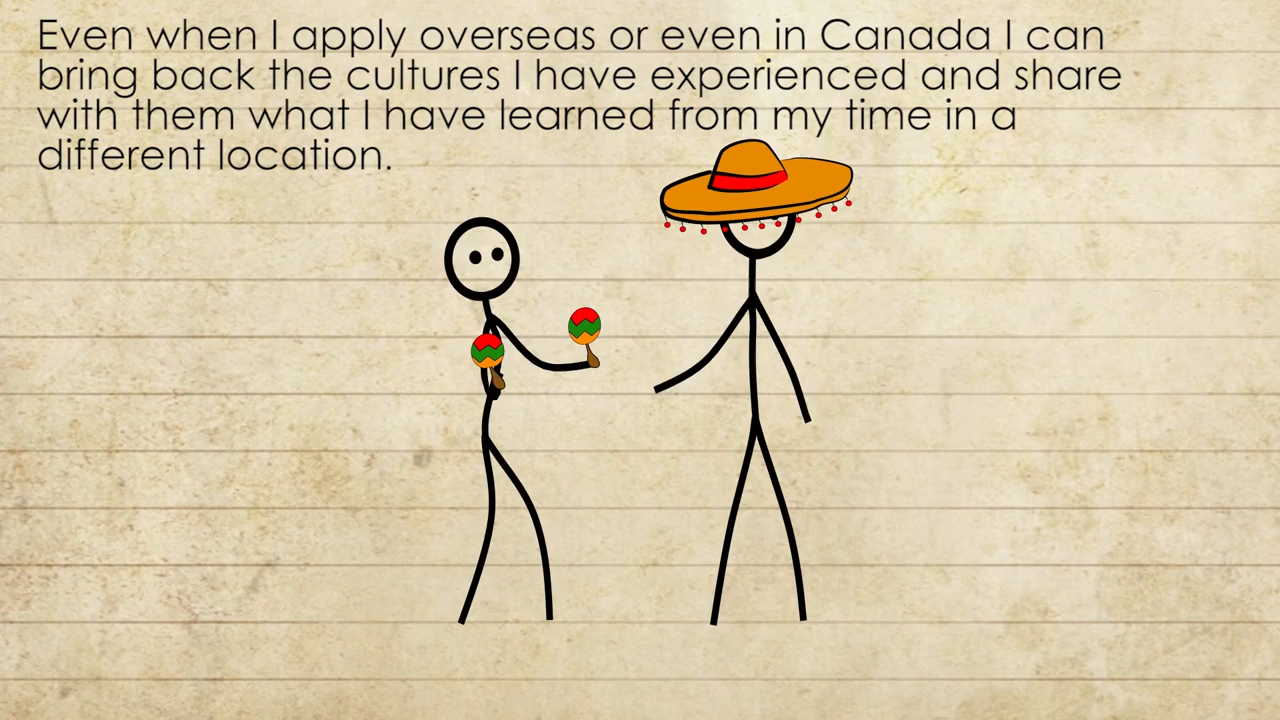 Even when I apply overseas or even in Canada I can
bring back the cultures I have experienced and share
with them what I have learned from my time in a
different location.